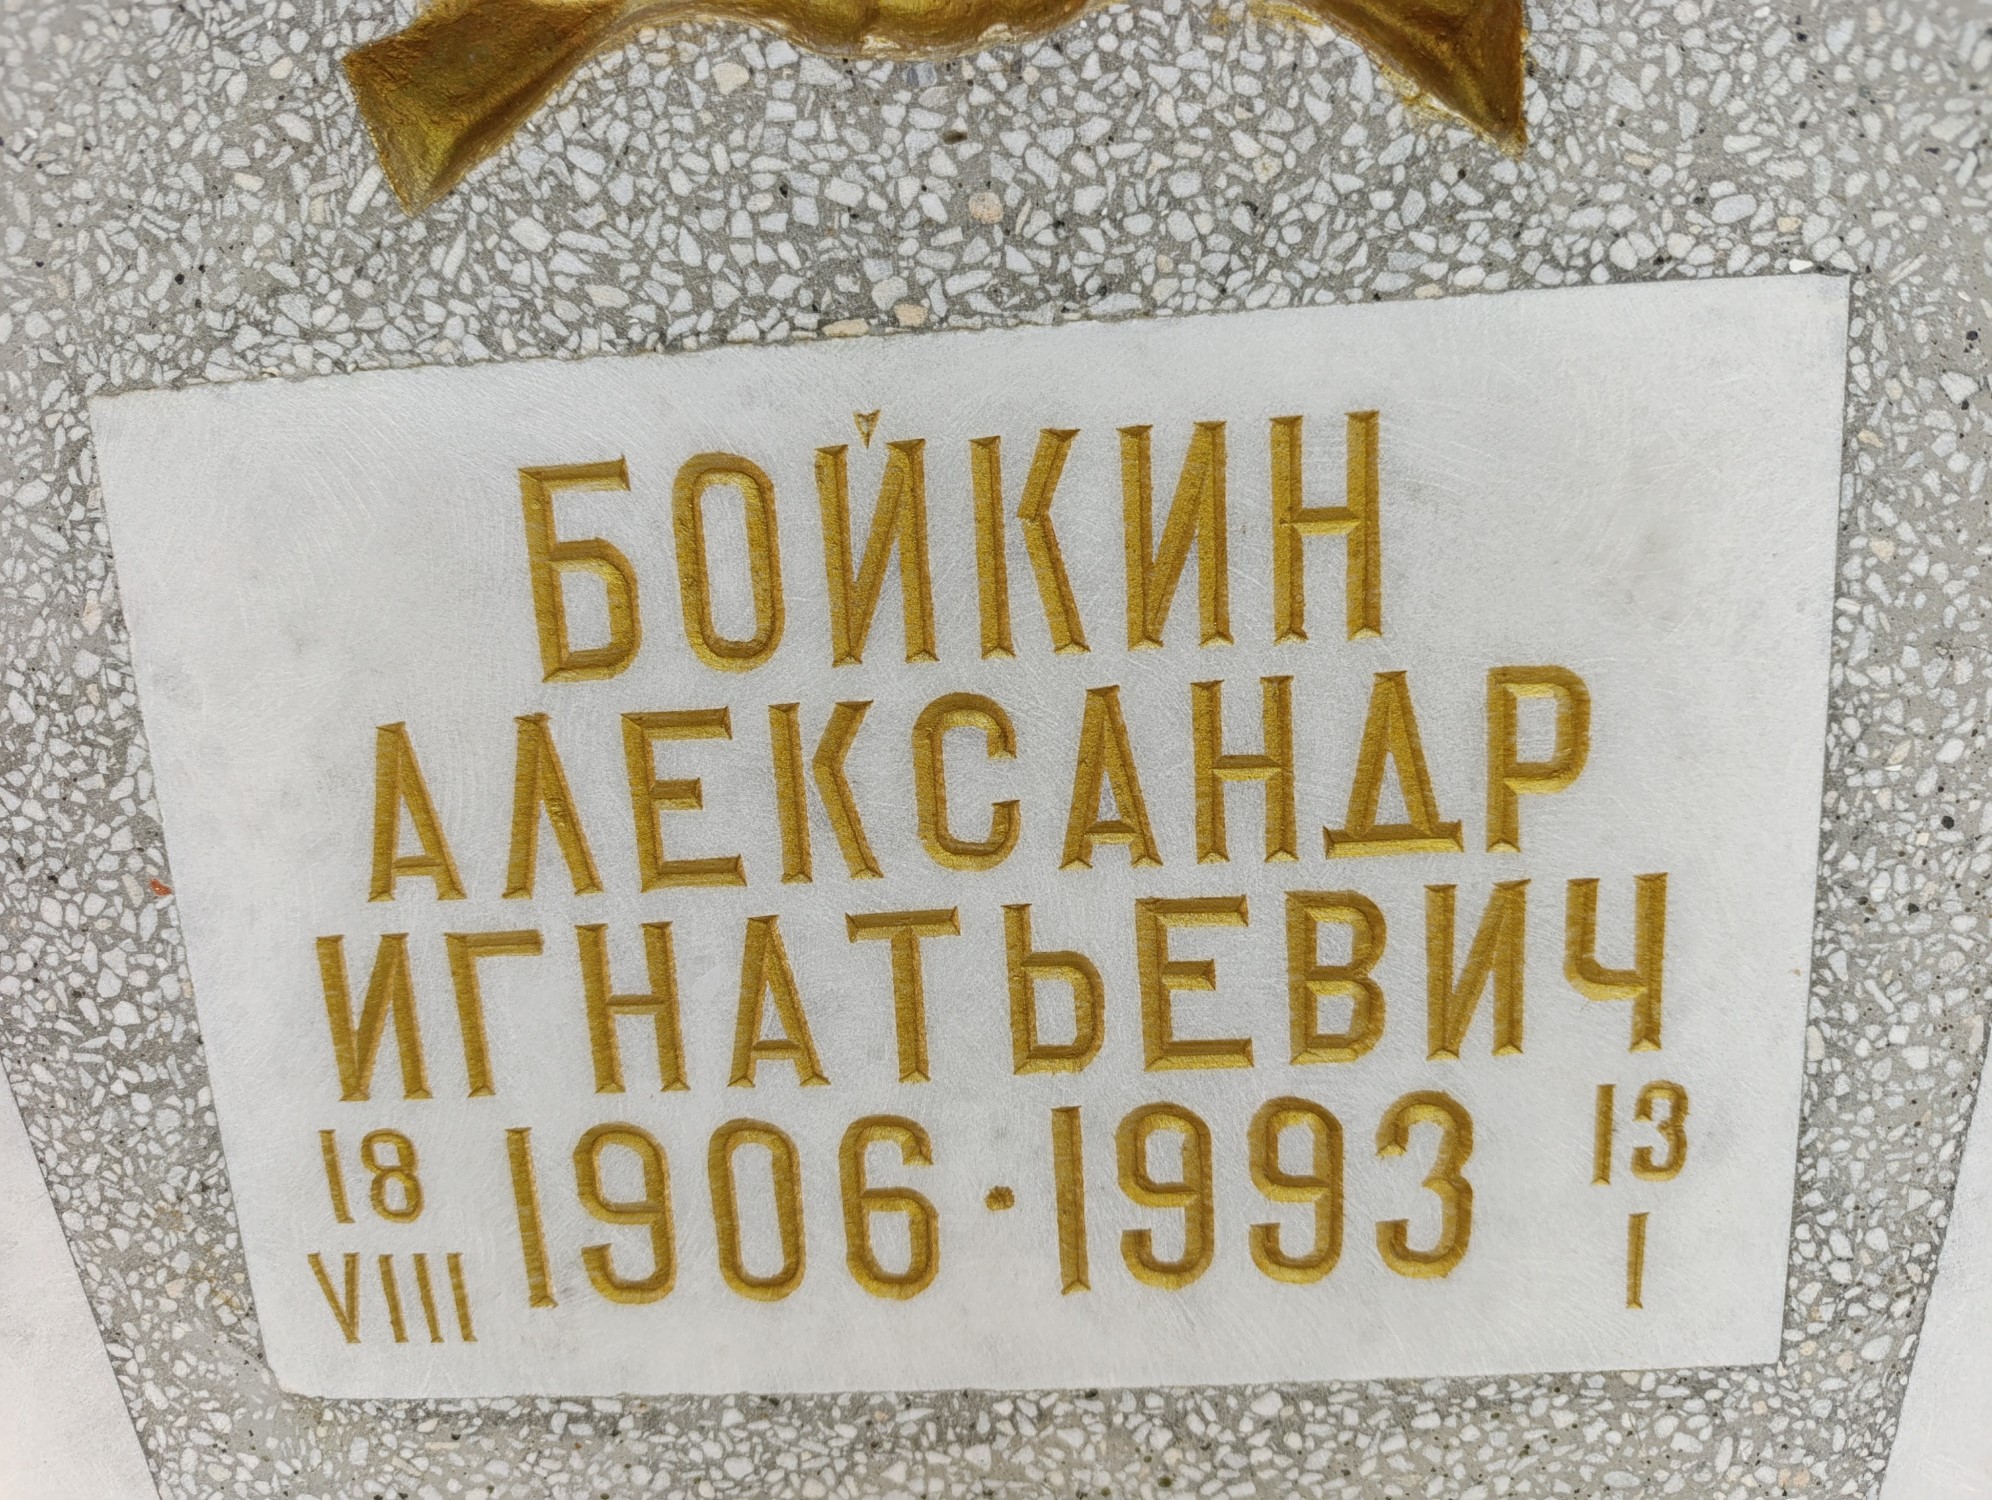 БОЙКИН
АЛЕКСАНДР
ИГНАТЬЕВИЧ
18 VIII 1906 · 1993 13 I